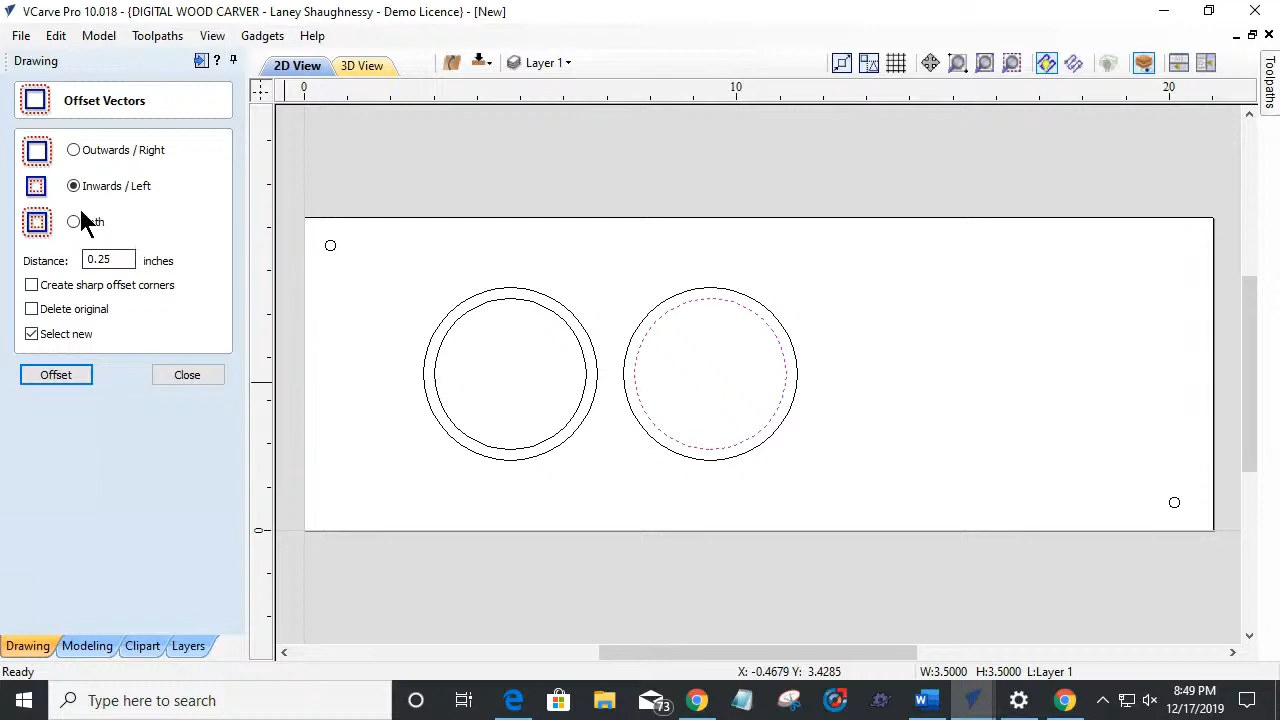 VCarve Pro 10.018 - {DIGITAL WOOD CARVER - Laney Shaughnessy - Demo Licence} - [New]
File Edit Model Toolpaths View Gadgets Help
Drawing
2D View 3D View Layer 1
Offset Vectors
0 10 20
Toolpaths
Outwards / Right
Inwards / Left
Distance: 0.25 inches
Create sharp offset corners
Delete original
Select new
Offset Close
0
Drawing Modeling Clipart Layers
Ready X: -0.4679 Y: 3.4285 W:3.5000 H:3.5000 L:Layer 1
Type here to search 73 8:49 PM
12/17/2019